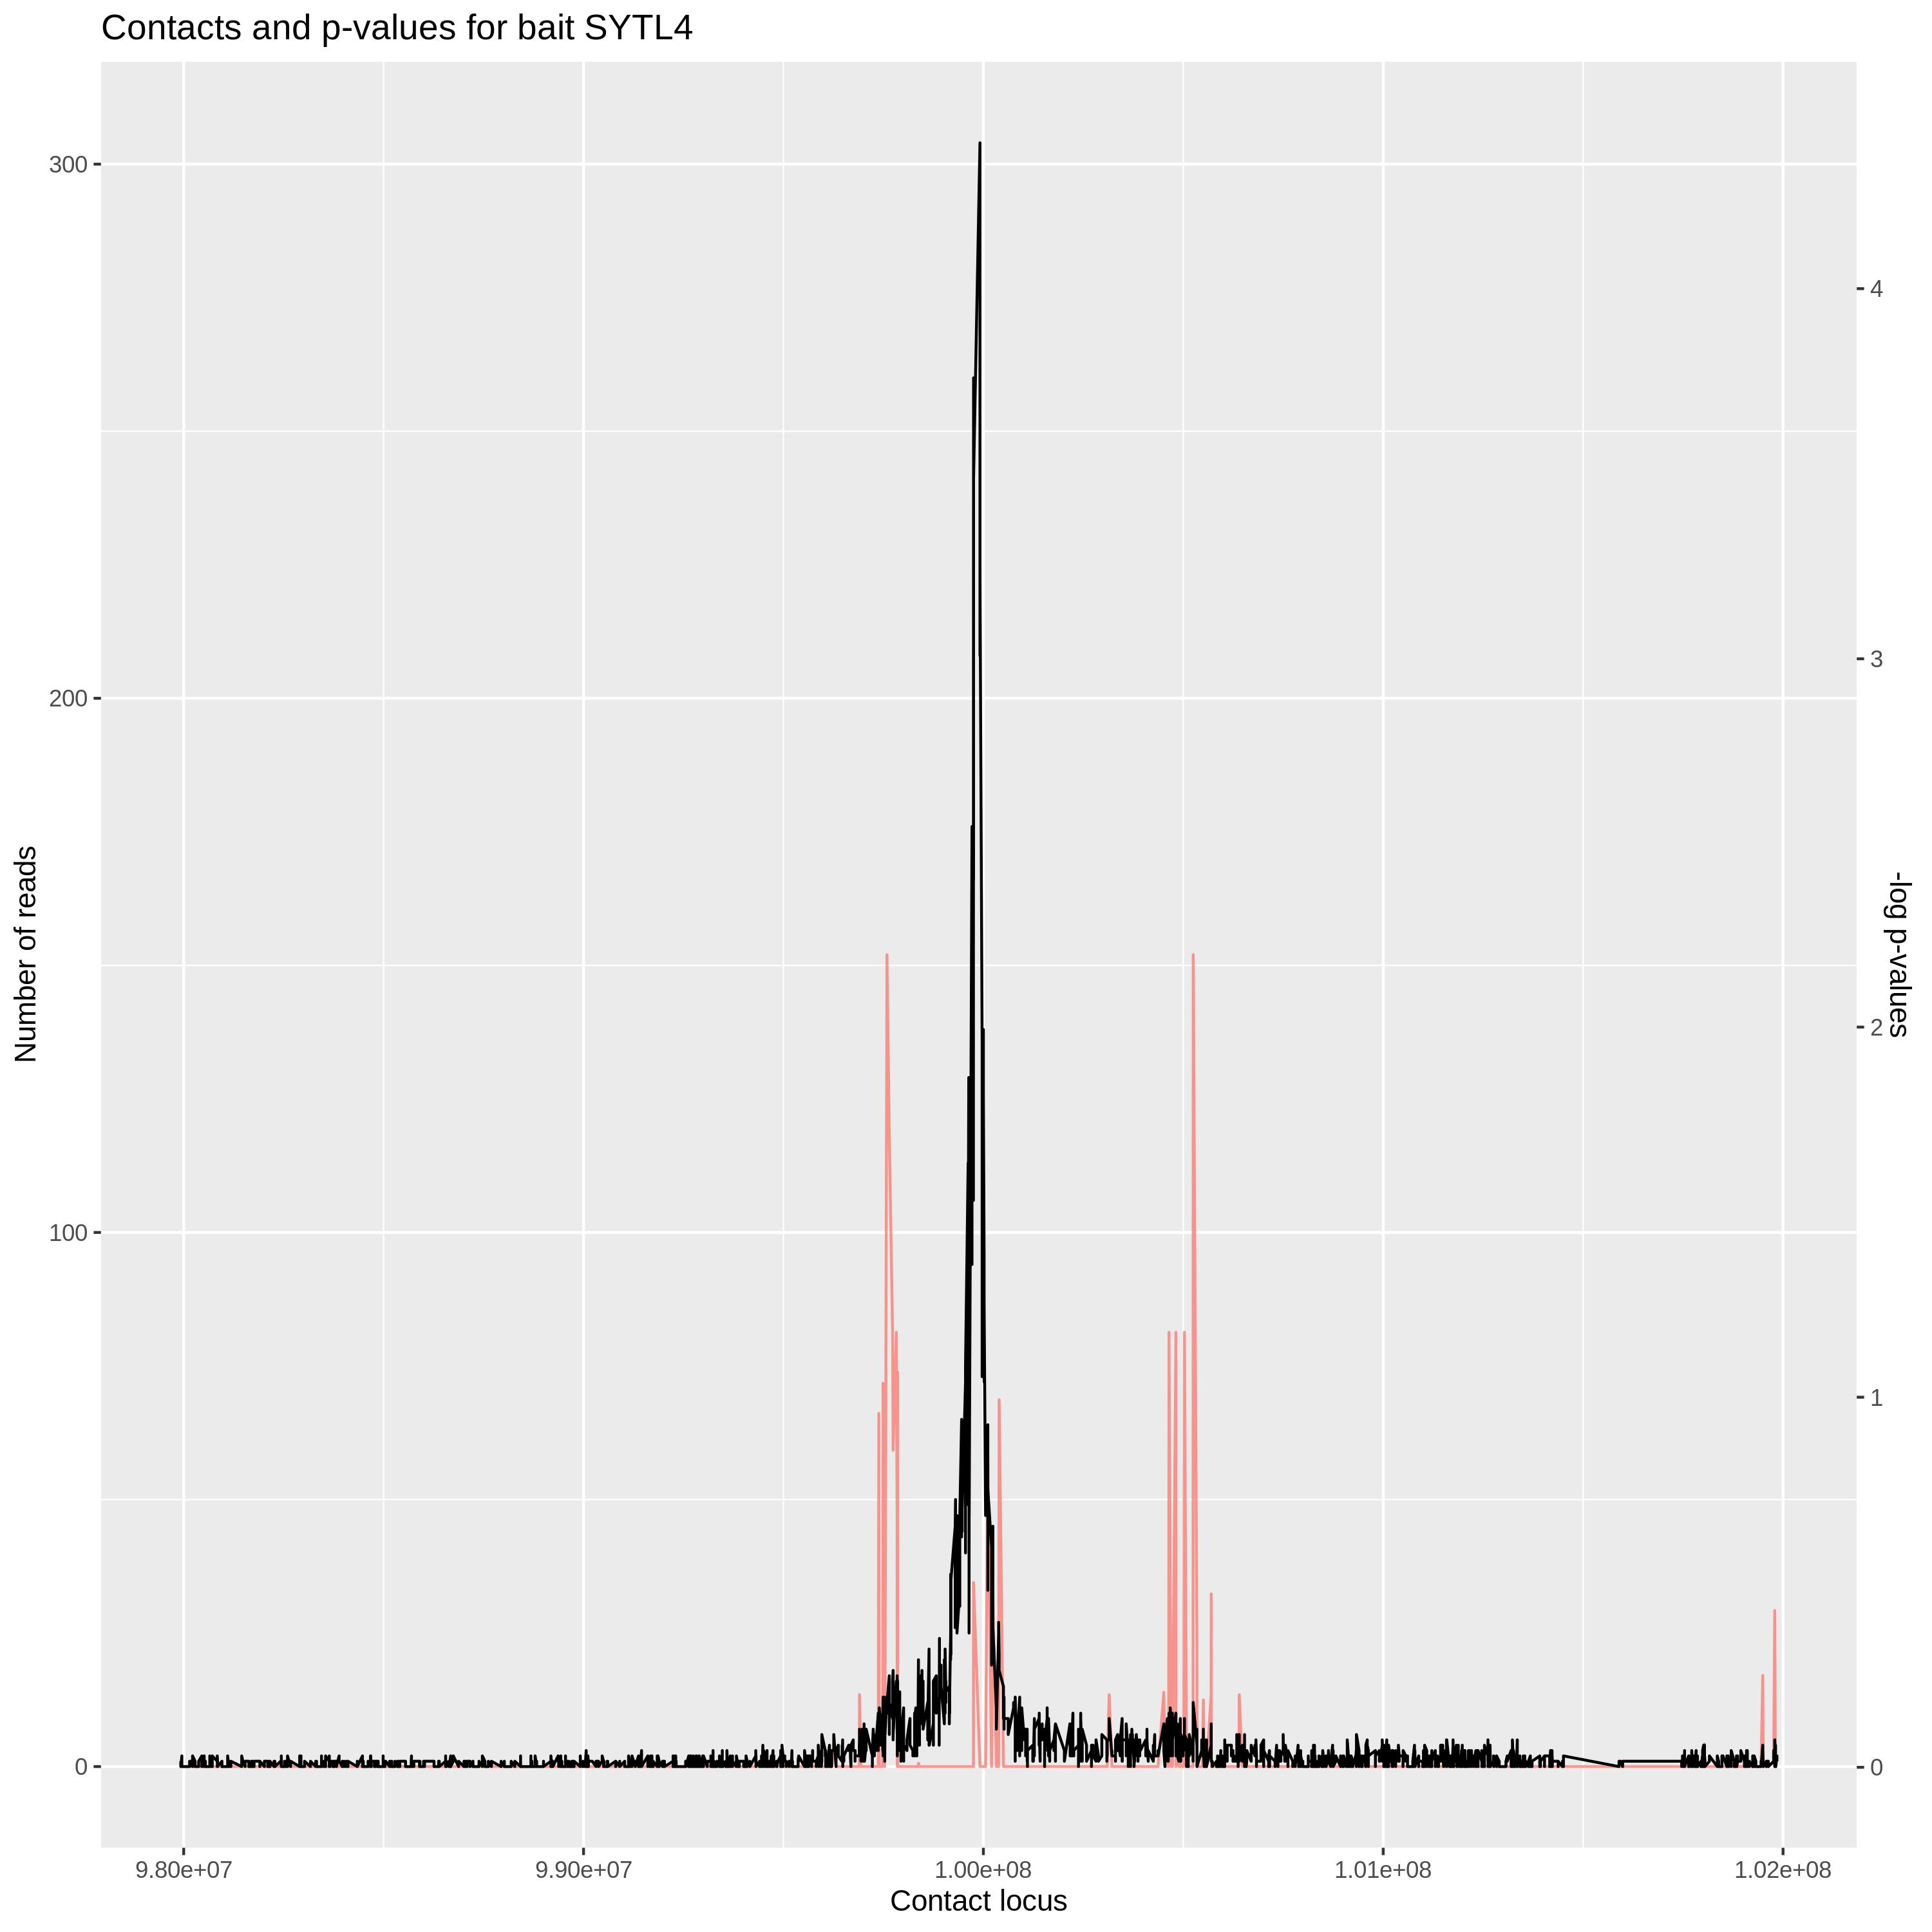 Contacts and p-values for bait SYTL4
300
200
100
0
Number of reads
4
3
2
1
0
-log p-values
9.80e+07
9.90e+07
1.00e+08
1.01e+08
1.02e+08
Contact locus